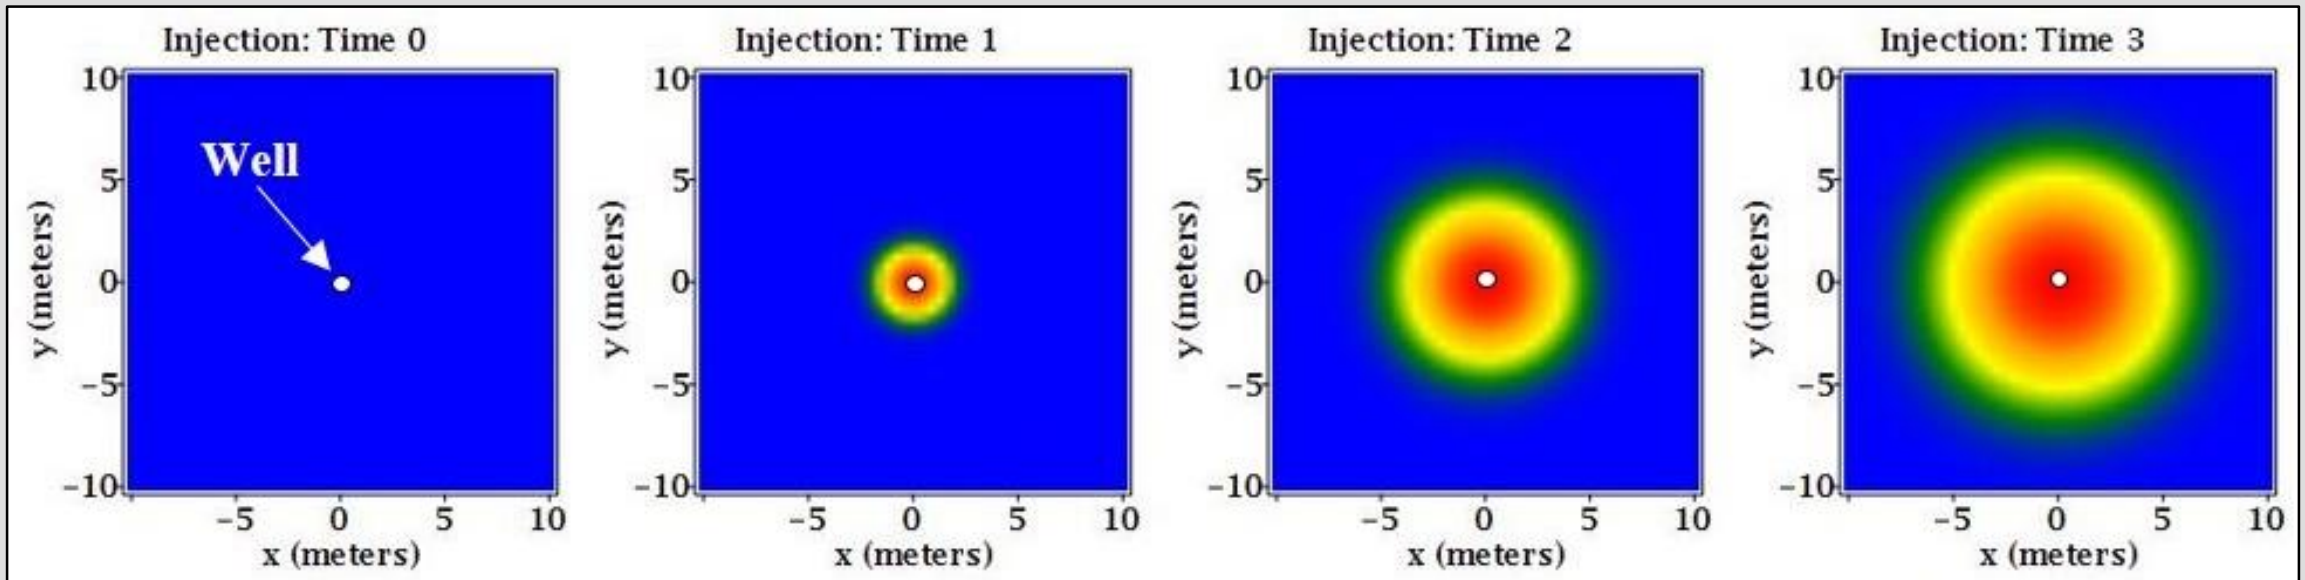 Injection: Time 0
10
5
0
−5
−10
y (meters)
Well
−5 0 5 10
x (meters)
Injection: Time 1
10
5
0
−5
−10
y (meters)
−5 0 5 10
x (meters)
Injection: Time 2
10
5
0
−5
−10
y (meters)
−5 0 5 10
x (meters)
Injection: Time 3
10
5
0
−5
−10
y (meters)
−5 0 5 10
x (meters)